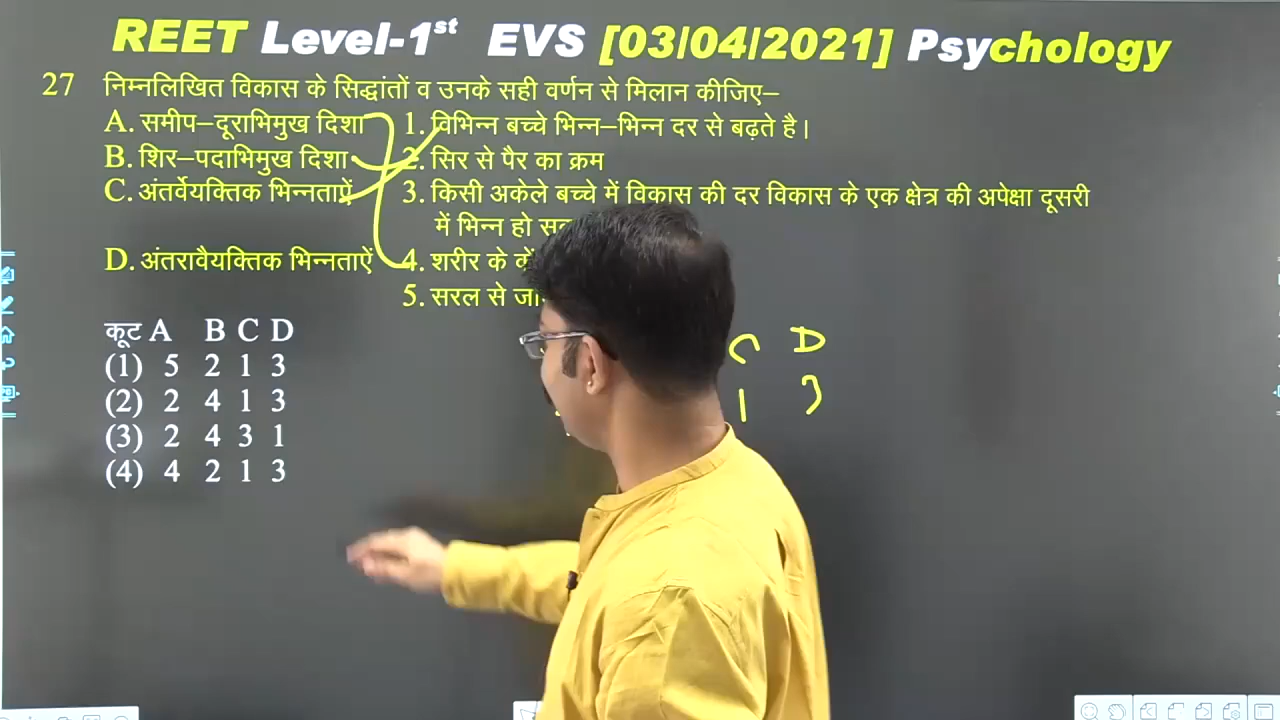 REET Level-1st EVS [03/04/2021] Psychology
27 निम्नलिखित विकास के सिद्धांतों व उनके सही वर्णन से मिलान कीजिए–
A. समीप–दूराभिमुख दिशा 1. विभिन्न बच्चे भिन्न–भिन्न दर से बढ़ते है।
B. शिर–पदाभिमुख दिशा 2. सिर से पैर का क्रम
C. अंतर्वेयक्तिक भिन्नताऐं 3. किसी अकेले बच्चे में विकास की दर विकास के एक क्षेत्र की अपेक्षा दूसरी
में भिन्न हो
D. अंतरावैयक्तिक भिन्नताऐं 4. शरीर के
5. सरल से
कूट A B C D
(1) 5 2 1 3
(2) 2 4 1 3
(3) 2 4 3 1
(4) 4 2 1 3
C D
1 3